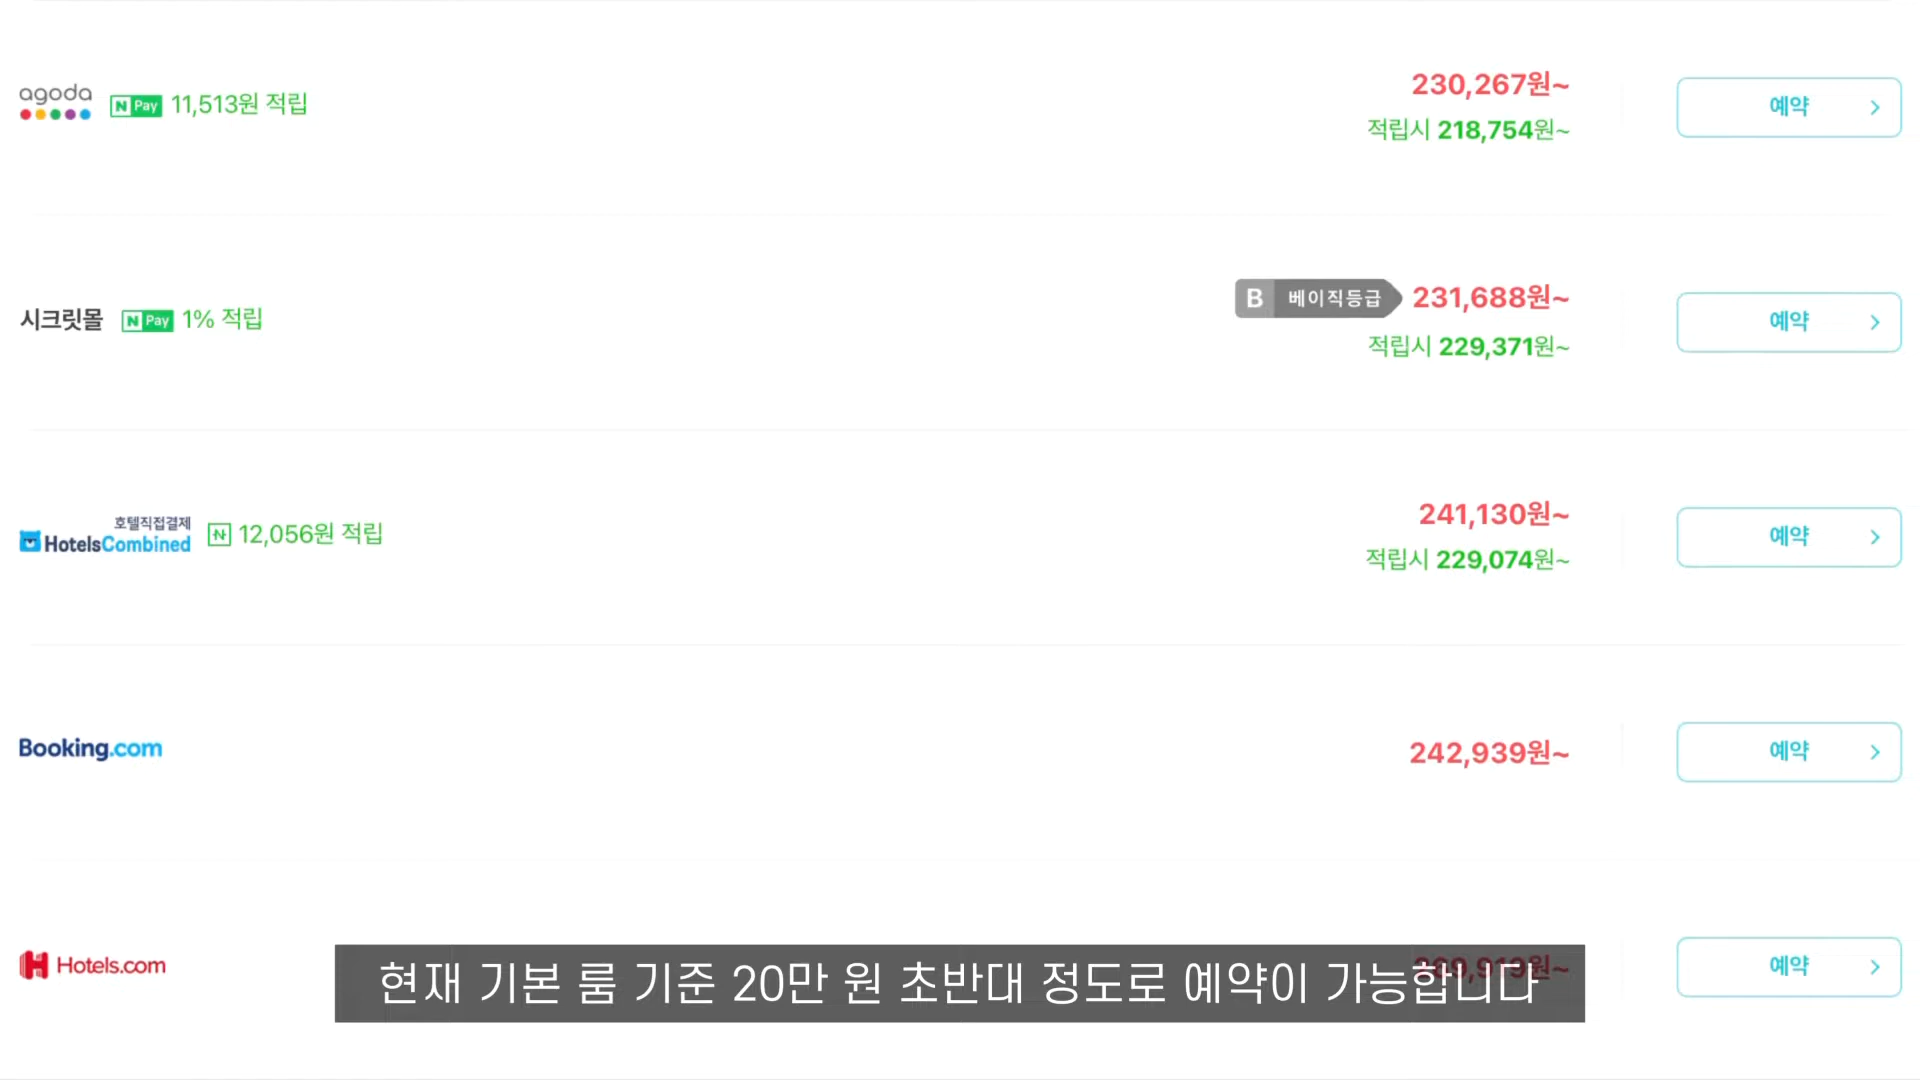 agoda N Pay 11,513원 적립
230,267원~
적립시 218,754원~
예약
시크릿몰 N Pay 1% 적립
B 베이직등급 231,688원~
적립시 229,371원~
예약
호텔직접결제
HotelsCombined N 12,056원 적립
241,130원~
적립시 229,074원~
예약
Booking.com
242,939원~
예약
Hotels.com
예약
현재 기본 룸 기준 20만 원 초반대 정도로 예약이 가능합니다